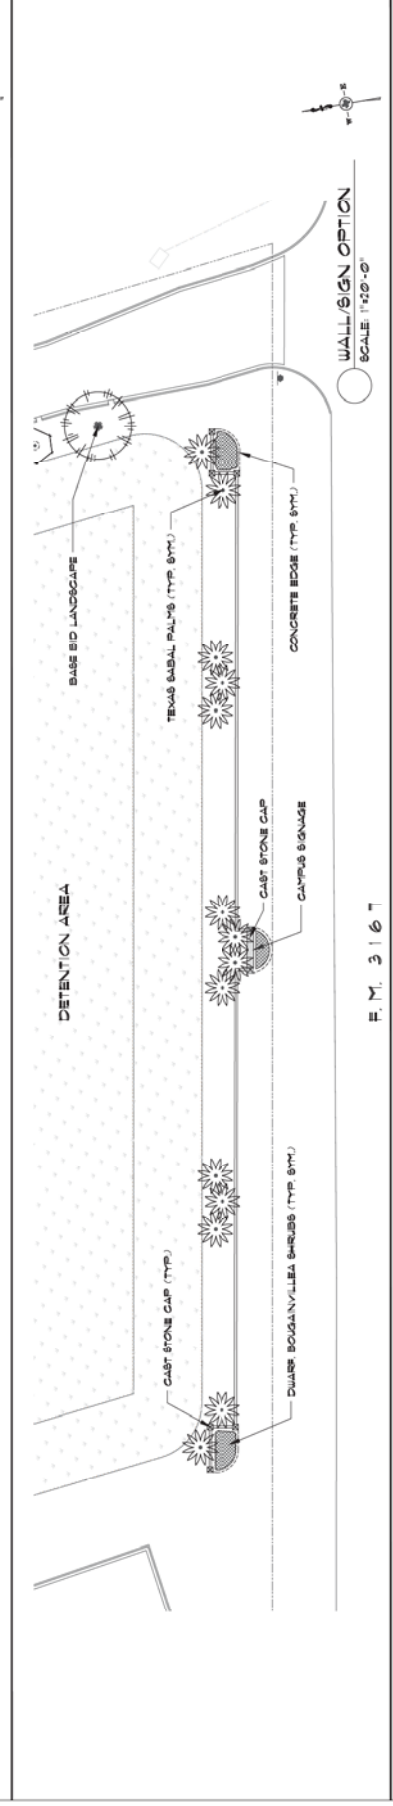 DETENTION AREA
BASE BID LANDSCAPE
CAST STONE CAP (TYP.)
TEXAS SABAL PALMS (TYP. SYM.)
CAST STONE CAP
CAMPUS SIGNAGE
DWARF BOUGAINVILLEA SHRUBS (TYP. SYM.)
CONCRETE EDGE (TYP. SYM.)
WALL/SIGN OPTION
SCALE: 1"=20'-0"
F.M. 3167